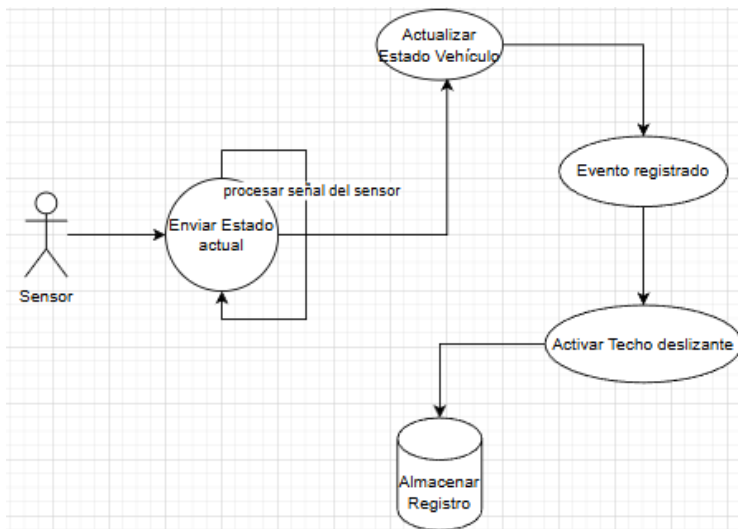 Actualizar
Estado Vehículo
Evento registrado
procesar señal del sensor
Enviar Estado
actual
Sensor
Activar Techo deslizante
Almacenar
Registro